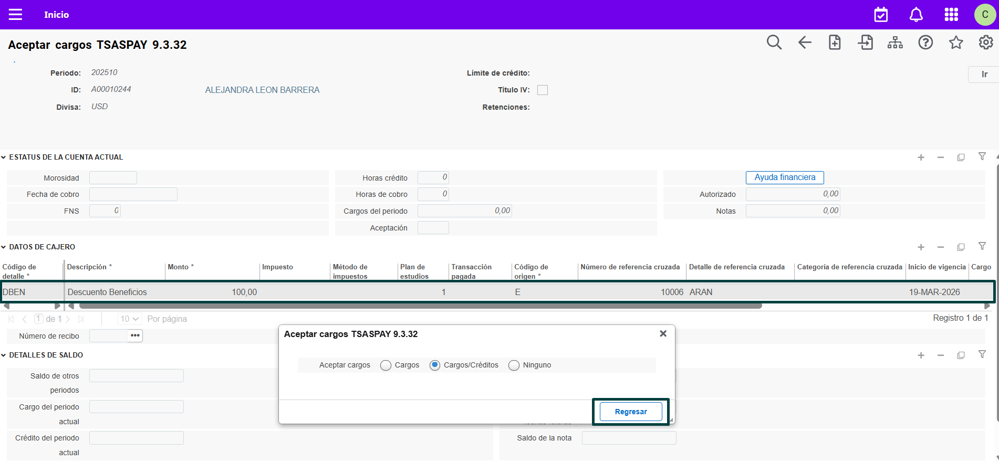 Inicio
C
Aceptar cargos TSASPAY 9.3.32
Periodo: 202510
Límite de crédito:
Ir
ID: A00010244 ALEJANDRA LEON BARRERA
Título IV:
Divisa: USD
Retenciones:
ESTATUS DE LA CUENTA ACTUAL
Morosidad
Horas crédito 0
Ayuda financiera
Fecha de cobro
Horas de cobro 0
Autorizado 0,00
FNS 0
Cargos del periodo 0,00
Notas 0,00
Aceptación
DATOS DE CAJERO
Código de detalle * Descripción * Monto * Impuesto Método de impuestos Plan de estudios Transacción pagada Código de origen * Número de referencia cruzada Detalle de referencia cruzada Categoría de referencia cruzada Inicio de vigencia Cargo
DBEN Descuento Beneficios 100,00 1 E 10006 ARAN 19-MAR-2026
1 de 1 10 Por página Registro 1 de 1
Número de recibo •••
Aceptar cargos TSASPAY 9.3.32
Aceptar cargos Cargos Cargos/Créditos Ninguno
Regresar
DETALLES DE SALDO
Saldo de otros
periodos
Cargo del periodo
actual
Crédito del periodo
actual
Saldo de la nota